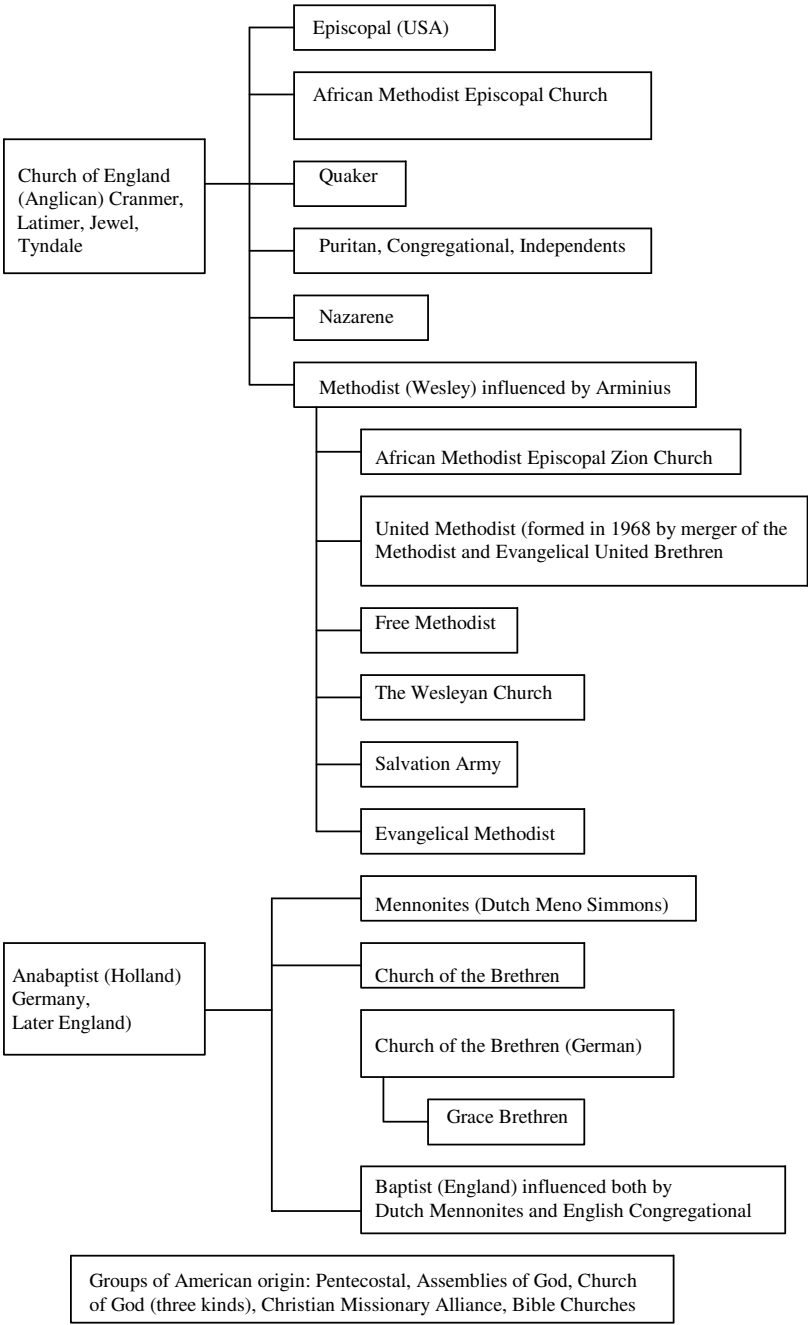 Episcopal (USA)
African Methodist Episcopal Church
Church of England
(Anglican) Cranmer,
Latimer, Jewel,
Tyndale
Quaker
Puritan, Congregational, Independents
Nazarene
Methodist (Wesley) influenced by Arminius
African Methodist Episcopal Zion Church
United Methodist (formed in 1968 by merger of the
Methodist and Evangelical United Brethren
Free Methodist
The Wesleyan Church
Salvation Army
Evangelical Methodist
Mennonites (Dutch Meno Simmons)
Anabaptist (Holland)
Germany,
Later England)
Church of the Brethren
Church of the Brethren (German)
Grace Brethren
Baptist (England) influenced both by
Dutch Mennonites and English Congregational
Groups of American origin: Pentecostal, Assemblies of God, Church
of God (three kinds), Christian Missionary Alliance, Bible Churches